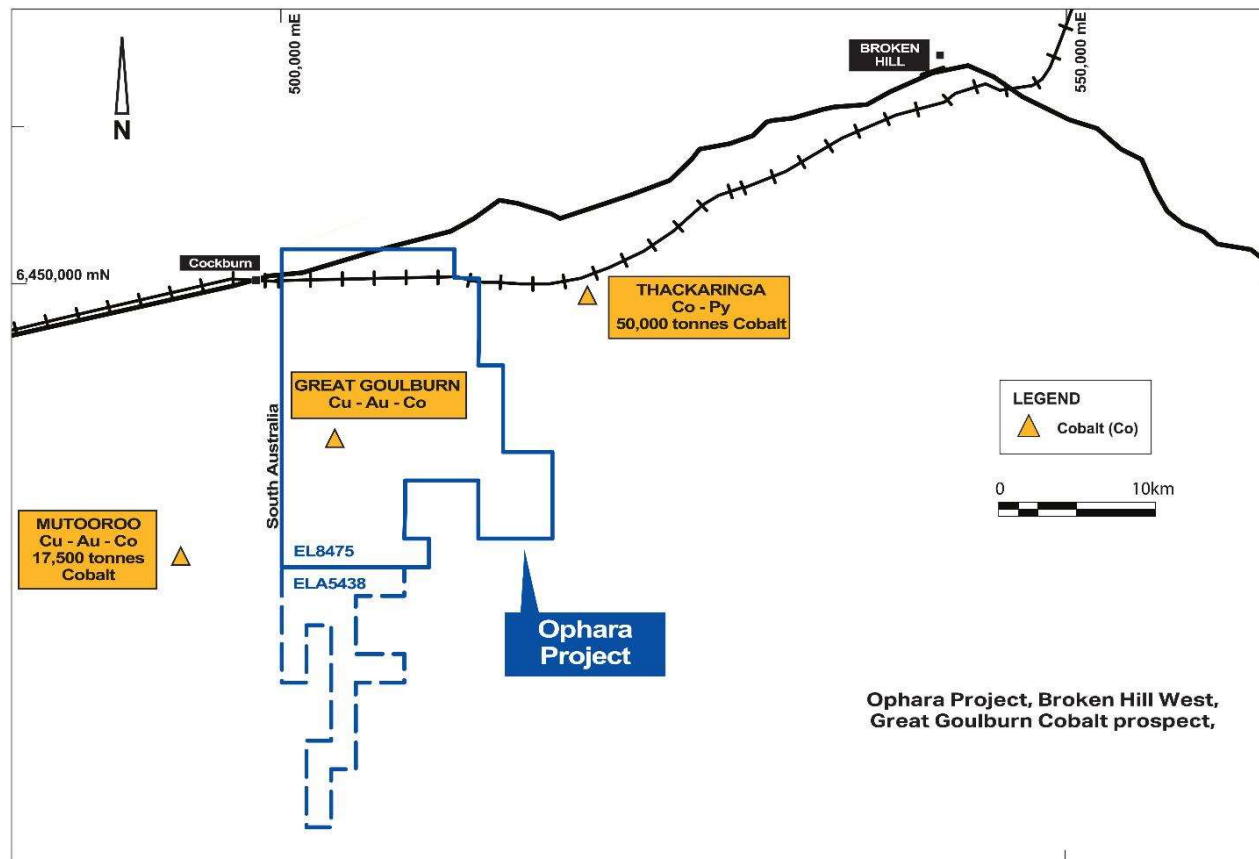 500,000 mE
550,000 mE
BROKEN
HILL
N
6,450,000 mN
Cockburn
THACKARINGA
Co - Py
50,000 tonnes Cobalt
GREAT GOULBURN
Cu - Au - Co
LEGEND
Cobalt (Co)
South Australia
0 10km
MUTOOROO
Cu - Au - Co
17,500 tonnes
Cobalt
EL8475
ELA5438
Ophara
Project
Ophara Project, Broken Hill West,
Great Goulburn Cobalt prospect,